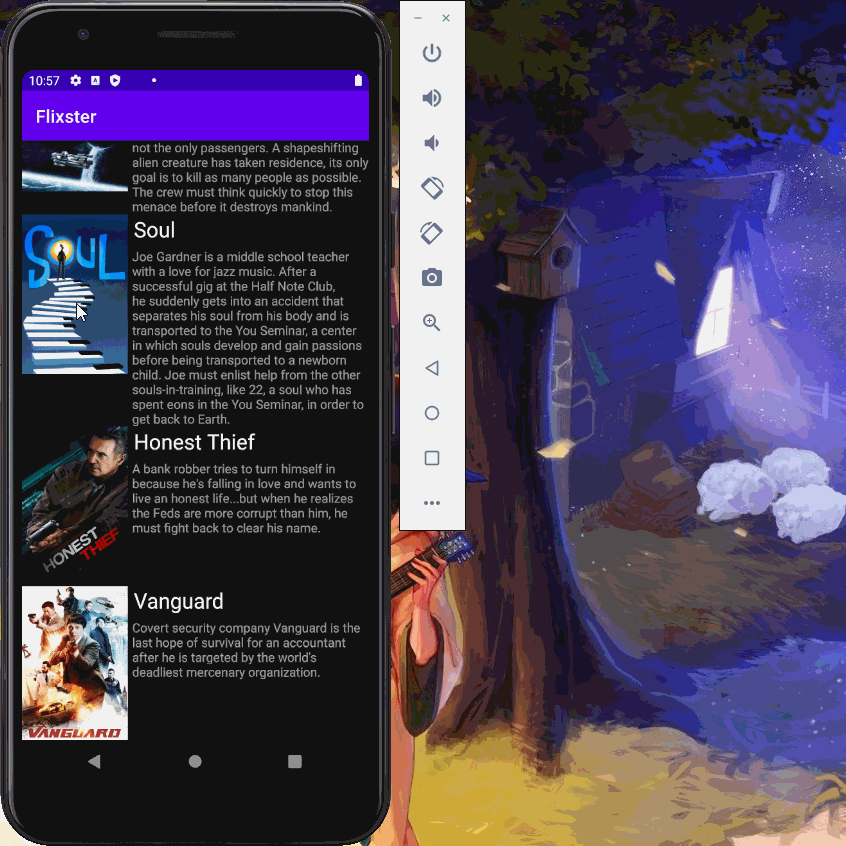 10:57
Flixster
not the only passengers. A shapeshifting
alien creature has taken residence, its only
goal is to kill as many people as possible.
The crew must think quickly to stop this
menace before it destroys mankind.
SOUL
Soul
Joe Gardner is a middle school teacher
with a love for jazz music. After a
successful gig at the Half Note Club,
he suddenly gets into an accident that
separates his soul from his body and is
transported to the You Seminar, a center
in which souls develop and gain passions
before being transported to a newborn
child. Joe must enlist help from the other
souls-in-training, like 22, a soul who has
spent eons in the You Seminar, in order to
get back to Earth.
HONEST
THIEF
Honest Thief
A bank robber tries to turn himself in
because he's falling in love and wants to
live an honest life...but when he realizes
the Feds are more corrupt than him, he
must fight back to clear his name.
VANGUARD
Vanguard
Covert security company Vanguard is the
last hope of survival for an accountant
after he is targeted by the world's
deadliest mercenary organization.